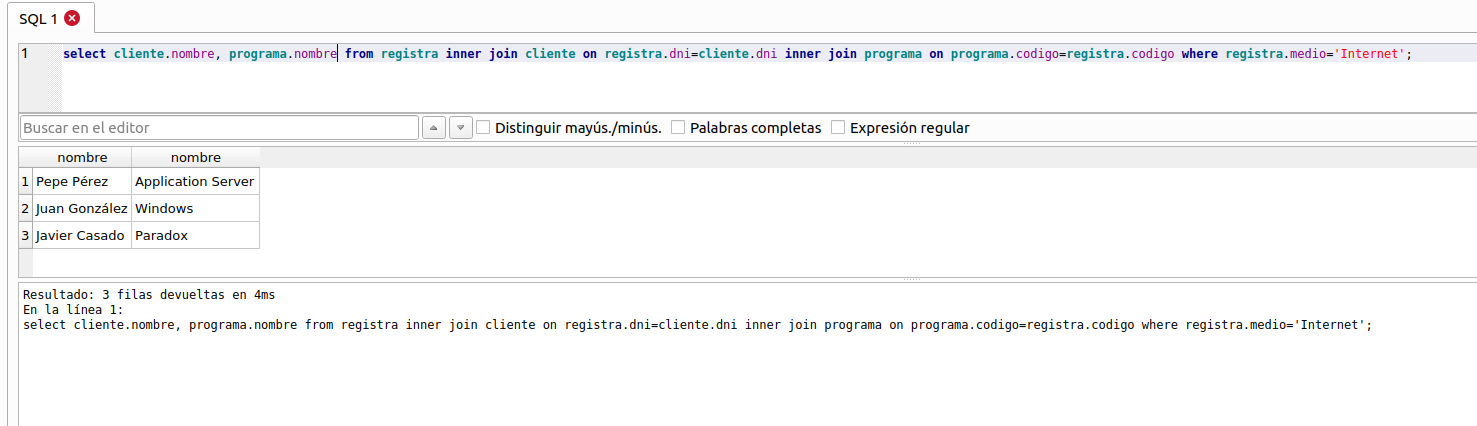 SQL 1
1 select cliente.nombre, programa.nombre from registra inner join cliente on registra.dni=cliente.dni inner join programa on programa.codigo=registra.codigo where registra.medio='Internet';
Buscar en el editor Distinguir mayús./minús. Palabras completas Expresión regular
nombre nombre
1 Pepe Pérez Application Server
2 Juan González Windows
3 Javier Casado Paradox
Resultado: 3 filas devueltas en 4ms
En la línea 1:
select cliente.nombre, programa.nombre from registra inner join cliente on registra.dni=cliente.dni inner join programa on programa.codigo=registra.codigo where registra.medio='Internet';